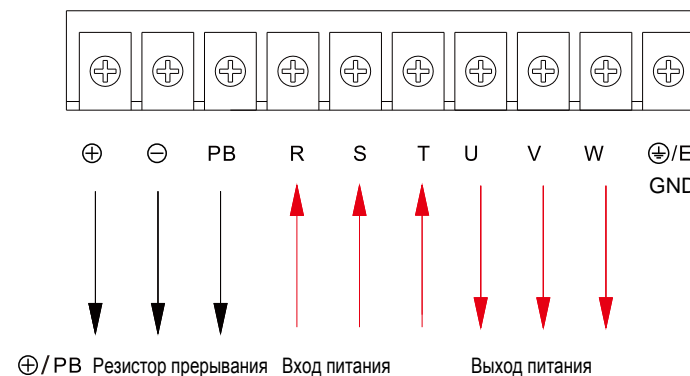 ⊕ ⊖ PB R S T U V W ⏚/E
GND
⊕/PB Резистор прерывания Вход питания Выход питания